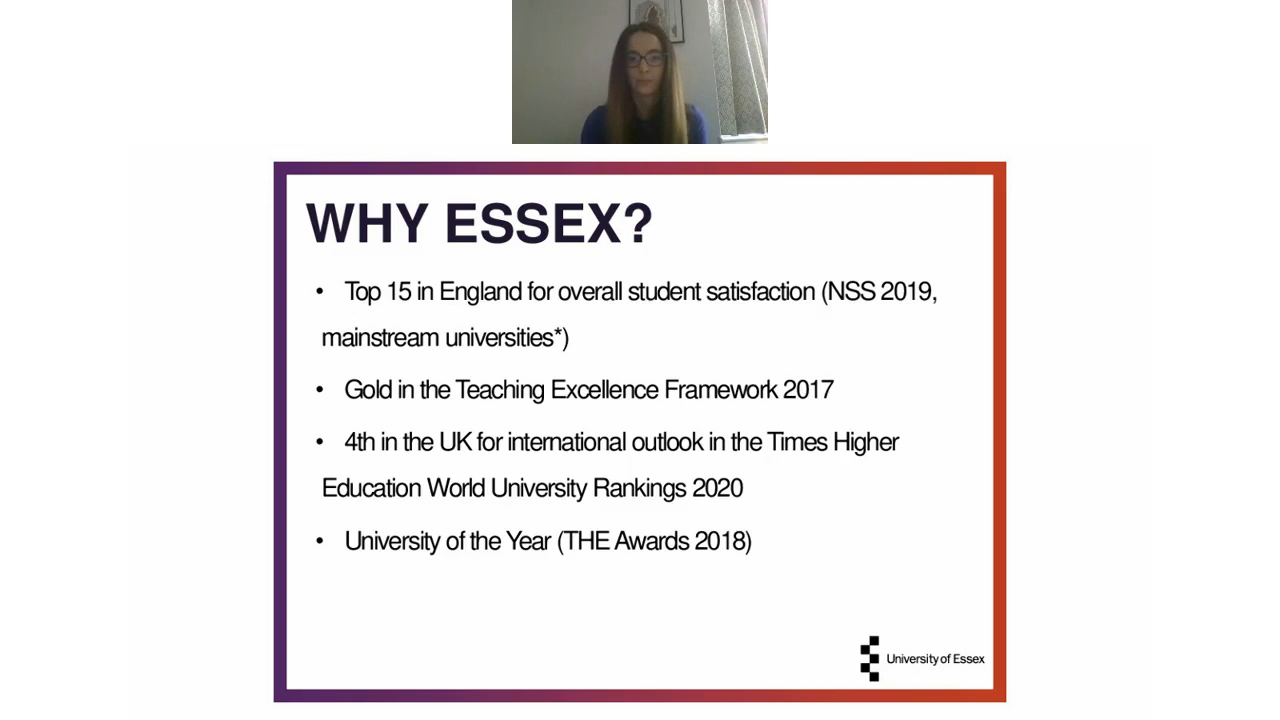 WHY ESSEX?
• Top 15 in England for overall student satisfaction (NSS 2019,
mainstream universities*)
• Gold in the Teaching Excellence Framework 2017
• 4th in the UK for international outlook in the Times Higher
Education World University Rankings 2020
• University of the Year (THE Awards 2018)
University of Essex